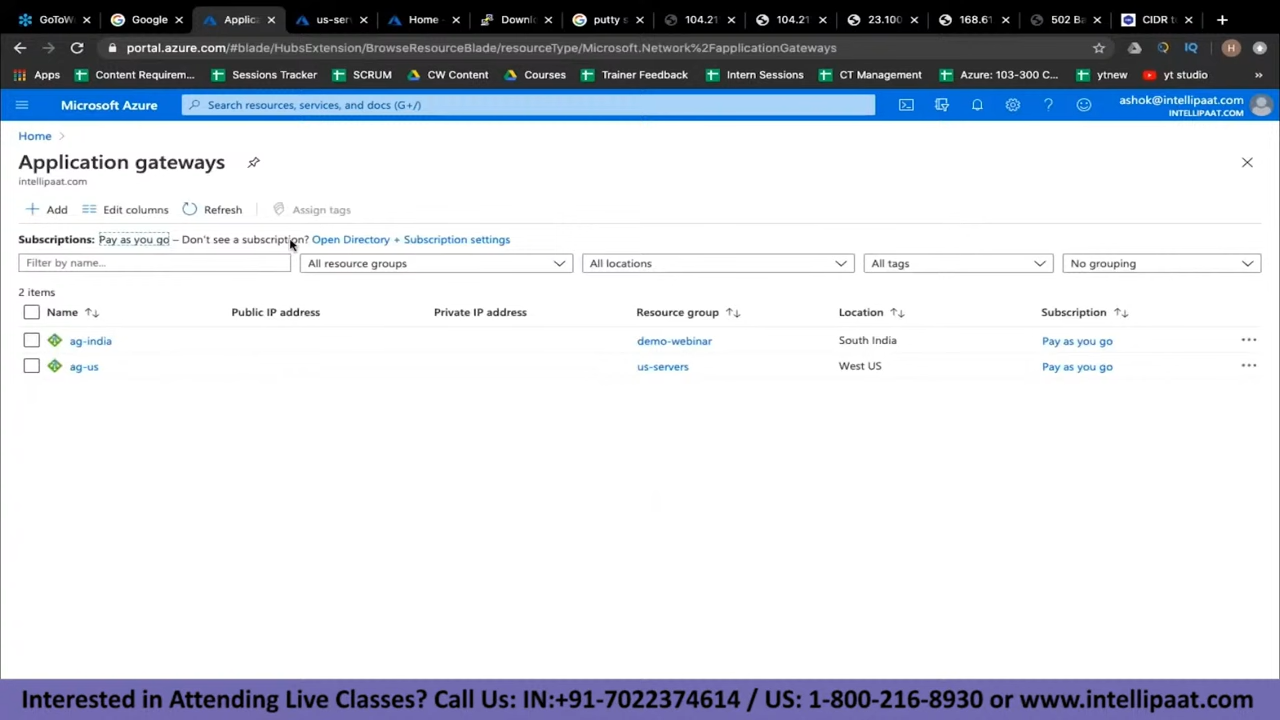 GoToW
Google
Applic
us-ser
Home -
Downl
putty s
104.21
104.21
23.100
168.61
502 Ba
CIDR to
portal.azure.com/#blade/HubsExtension/BrowseResourceBlade/resourceType/Microsoft.Network%2FapplicationGateways
H
Apps
Content Requirem...
Sessions Tracker
SCRUM
CW Content
Courses
Trainer Feedback
Intern Sessions
CT Management
Azure: 103-300 C...
ytnew
yt studio
»
Microsoft Azure
Search resources, services, and docs (G+/)
ashok@intellipaat.com
INTELLIPAAT.COM
Home >
Application gateways
intellipaat.com
+ Add
Edit columns
Refresh
Assign tags
Subscriptions: Pay as you go – Don't see a subscription? Open Directory + Subscription settings
Filter by name...
All resource groups
All locations
All tags
No grouping
2 items
Name
Public IP address
Private IP address
Resource group
Location
Subscription
ag-india
demo-webinar
South India
Pay as you go
...
ag-us
us-servers
West US
Pay as you go
...
Interested in Attending Live Classes? Call Us: IN:+91-7022374614 / US: 1-800-216-8930 or www.intellipaat.com